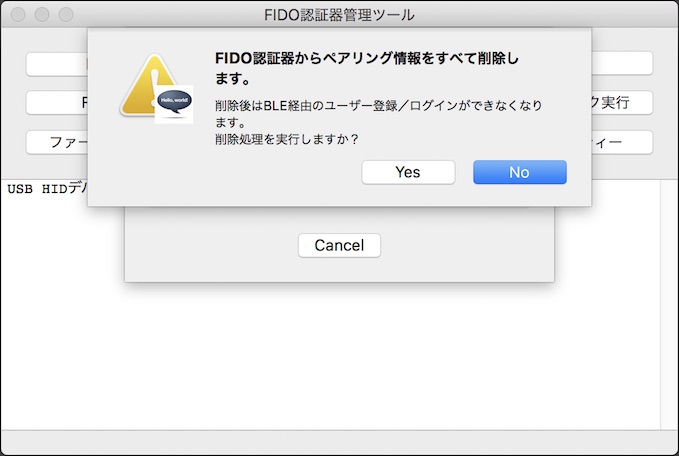 FIDO認証器管理ツール
FIDO認証器からペアリング情報をすべて削除し
ます。
Hello, world!
削除後はBLE経由のユーザー登録／ログインができなくなり
ます。
削除処理を実行しますか？
ク実行
ファー
ィー
Yes
No
USB HIDデバ
Cancel